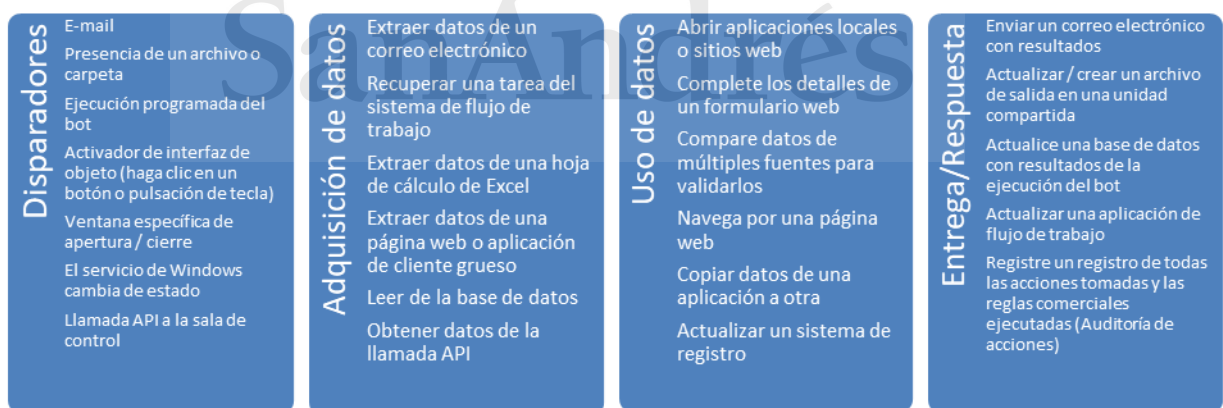 SanAndrés
Disparadores
E-mail
Presencia de un archivo o
carpeta
Ejecución programada del
bot
Activador de interfaz de
objeto (haga clic en un
botón o pulsación de tecla)
Ventana específica de
apertura / cierre
El servicio de Windows
cambia de estado
Llamada API a la sala de
control
Adquisición de datos
Extraer datos de un
correo electrónico
Recuperar una tarea del
sistema de flujo de
trabajo
Extraer datos de una hoja
de cálculo de Excel
Extraer datos de una
página web o aplicación
de cliente grueso
Leer de la base de datos
Obtener datos de la
llamada API
Uso de datos
Abrir aplicaciones locales
o sitios web
Complete los detalles de
un formulario web
Compare datos de
múltiples fuentes para
validarlos
Navega por una página
web
Copiar datos de una
aplicación a otra
Actualizar un sistema de
registro
Entrega/Respuesta
Enviar un correo electrónico
con resultados
Actualizar / crear un archivo
de salida en una unidad
compartida
Actualice una base de datos
con resultados de la
ejecución del bot
Actualizar una aplicación de
flujo de trabajo
Registre un registro de todas
las acciones tomadas y las
reglas comerciales
ejecutadas (Auditoría de
acciones)